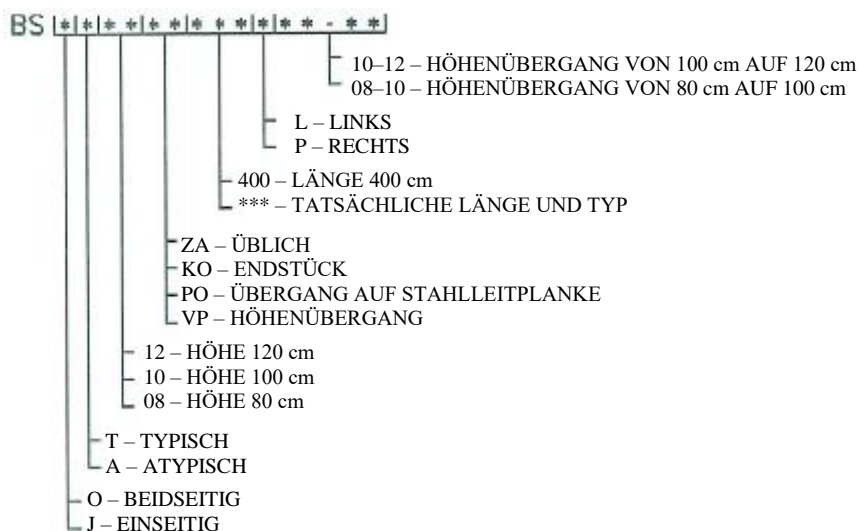 BS |*|*|* *|* *|* * *|*|* * - * *|
10–12 – HÖHENÜBERGANG VON 100 cm AUF 120 cm
08–10 – HÖHENÜBERGANG VON 80 cm AUF 100 cm
L – LINKS
P – RECHTS
400 – LÄNGE 400 cm
*** – TATSÄCHLICHE LÄNGE UND TYP
ZA – ÜBLICH
KO – ENDSTÜCK
PO – ÜBERGANG AUF STAHLLEITPLANKE
VP – HÖHENÜBERGANG
12 – HÖHE 120 cm
10 – HÖHE 100 cm
08 – HÖHE 80 cm
T – TYPISCH
A – ATYPISCH
O – BEIDSEITIG
J – EINSEITIG